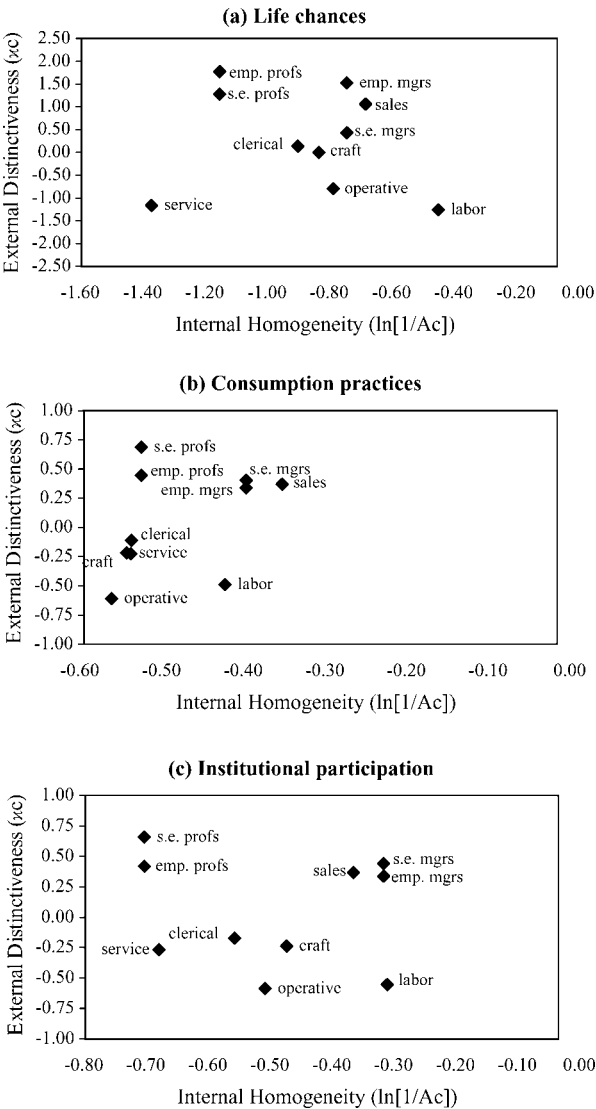 (a) Life chances
External Distinctiveness (ϰc)
2.50
2.00
1.50
1.00
0.50
0.00
-0.50
-1.00
-1.50
-2.00
-2.50
emp. profs
emp. mgrs
s.e. profs
sales
s.e. mgrs
clerical
craft
operative
service
labor
-1.60 -1.40 -1.20 -1.00 -0.80 -0.60 -0.40 -0.20 0.00
Internal Homogeneity (ln[1/Ac])
(b) Consumption practices
External Distinctiveness (ϰc)
1.00
0.75
0.50
0.25
0.00
-0.25
-0.50
-0.75
-1.00
s.e. profs
emp. profs
s.e. mgrs
emp. mgrs
sales
clerical
service
craft
labor
operative
-0.60 -0.50 -0.40 -0.30 -0.20 -0.10 0.00
Internal Homogeneity (ln[1/Ac])
(c) Institutional participation
External Distinctiveness (ϰc)
1.00
0.75
0.50
0.25
0.00
-0.25
-0.50
-0.75
-1.00
s.e. profs
emp. profs
s.e. mgrs
sales
emp. mgrs
clerical
service
craft
labor
operative
-0.80 -0.70 -0.60 -0.50 -0.40 -0.30 -0.20 -0.10 0.00
Internal Homogeneity (ln[1/Ac])